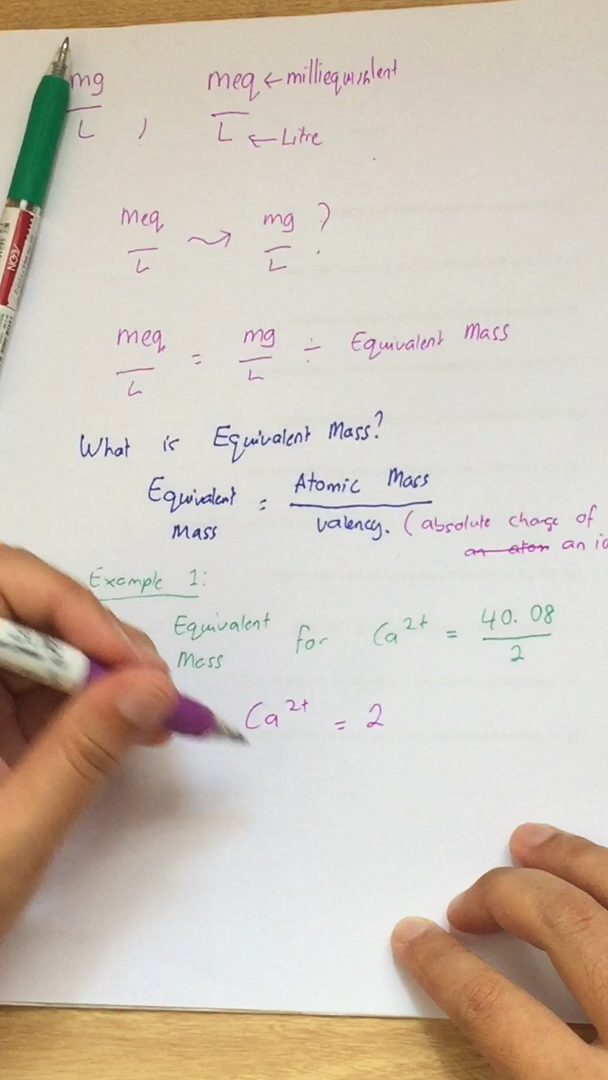 mg meq ← milliequivalent
L , L ← Litre
meq mg ?
L ⇝ L
meq = mg ÷ Equivalent Mass
L L
What is Equivalent Mass?
Equivalent Mass = Atomic Mass
valency. (absolute charge of
an atom an
Example 1:
Equivalent Mass for Ca²⁺ = 40.08
2
Ca²⁺ = 2